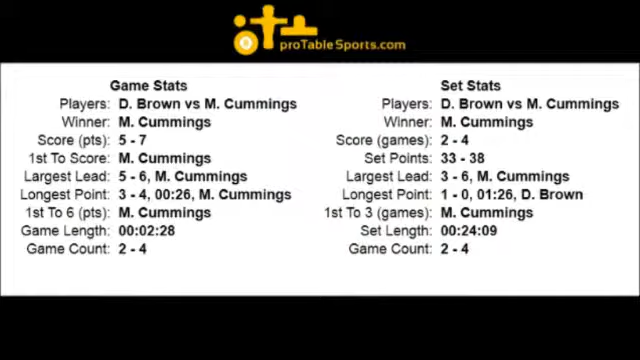 proTableSports.com
Game Stats
Players: D. Brown vs M. Cummings
Winner: M. Cummings
Score (pts): 5 - 7
1st To Score: M. Cummings
Largest Lead: 5 - 6, M. Cummings
Longest Point: 3 - 4, 00:26, M. Cummings
1st To 6 (pts): M. Cummings
Game Length: 00:02:28
Game Count: 2 - 4
Set Stats
Players: D. Brown vs M. Cummings
Winner: M. Cummings
Score (games): 2 - 4
Set Points: 33 - 38
Largest Lead: 3 - 6, M. Cummings
Longest Point: 1 - 0, 01:26, D. Brown
1st To 3 (games): M. Cummings
Set Length: 00:24:09
Game Count: 2 - 4